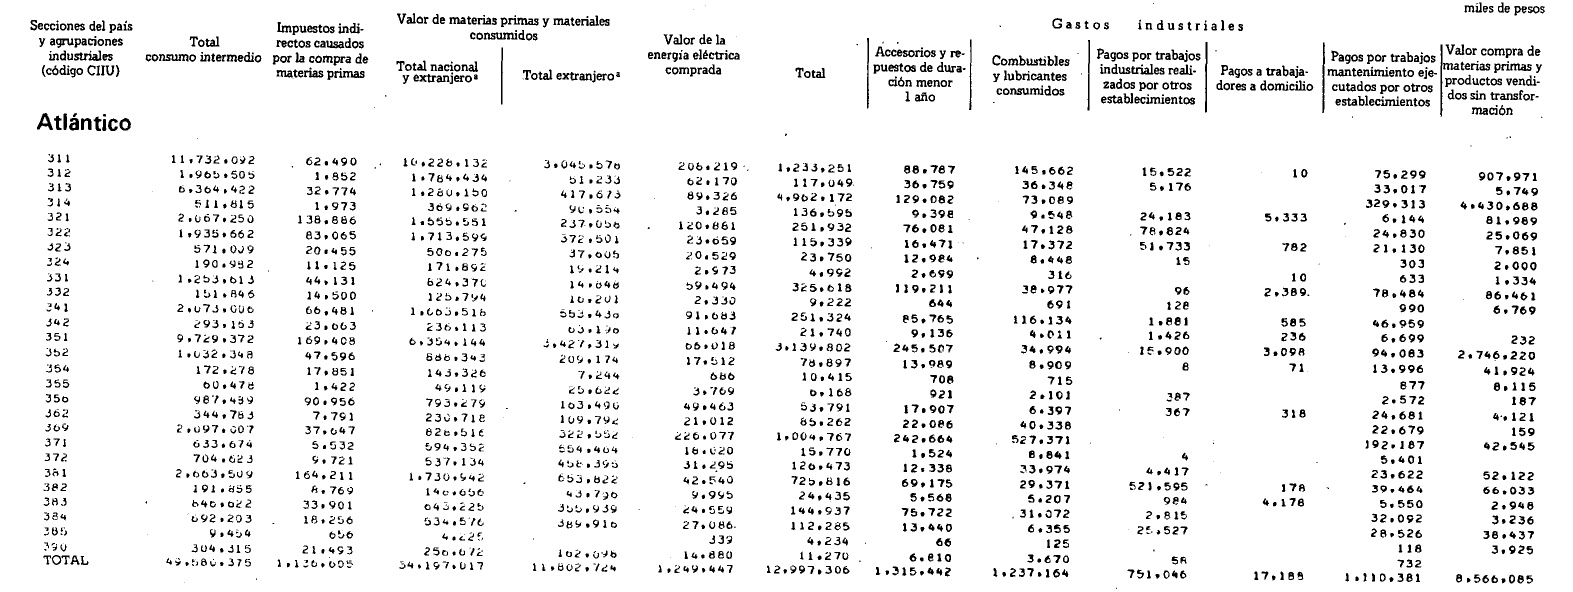 miles de pesos
Secciones del país y agrupaciones industriales (código CIIU)
Total consumo intermedio
Impuestos indirectos causados por la compra de materias primas
Valor de materias primas y materiales consumidos
Total nacional y extranjeroª
Total extranjeroª
Valor de la energía eléctrica comprada
Gastos industriales
Total
Accesorios y repuestos de duración menor 1 año
Combustibles y lubricantes consumidos
Pagos por trabajos industriales realizados por otros establecimientos
Pagos a trabajadores a domicilio
Pagos por trabajos mantenimiento ejecutados por otros establecimientos
Valor compra de materias primas y productos vendidos sin transformación
Atlántico
311 11.732.092 62.490 10.228.132 3.045.576 208.219 1.233.251 88.787 145.662 15.522 10 75.299 907.971
312 1.965.505 1.852 1.784.434 51.233 62.170 117.049 36.759 36.348 5.176 33.017 5.749
313 6.364.422 32.774 1.280.150 417.673 89.326 4.962.172 129.082 73.089 329.313 4.430.688
314 511.815 1.973 369.962 90.554 3.285 136.595 9.398 9.548 24.183 5.333 6.144 81.989
321 2.067.250 138.886 1.555.551 237.058 120.881 251.932 76.081 47.128 78.824 24.830 25.069
322 1.935.662 83.065 1.713.599 372.501 23.659 115.339 16.471 17.372 51.733 782 21.130 7.851
323 571.009 20.455 506.275 37.605 20.529 23.750 12.984 8.448 15 303 2.000
324 190.982 11.125 171.892 19.214 2.973 4.992 2.699 316 10 633 1.334
331 1.253.613 44.131 824.370 14.848 59.494 325.618 119.211 38.977 96 2.389 78.484 86.461
332 151.846 14.500 125.794 16.201 2.330 9.222 644 691 128 990 6.769
341 2.073.006 66.481 1.663.518 553.430 91.683 251.324 85.765 116.134 1.881 585 46.959
342 293.163 23.663 236.113 63.196 11.647 21.740 9.136 4.011 1.426 236 6.699 232
351 9.729.372 169.408 6.354.144 3.427.319 66.018 3.139.802 245.507 34.994 15.900 3.098 94.083 2.746.220
352 1.032.348 47.596 888.343 209.174 17.512 78.897 13.989 8.909 8 71 13.996 41.924
354 172.278 17.851 143.326 7.244 686 10.415 708 715 877 8.115
355 60.478 1.422 49.119 25.622 3.769 6.168 921 2.101 387 2.572 187
356 987.489 90.956 793.279 163.490 49.463 53.791 17.907 6.397 367 318 24.681 4.121
362 344.783 7.791 230.718 109.792 21.012 85.262 22.086 40.338 22.679 159
369 2.097.007 37.647 828.516 322.552 226.077 1.004.767 242.664 527.371 192.187 42.545
371 633.674 5.532 594.352 554.404 18.020 15.770 1.524 8.841 4 5.401
372 704.623 9.721 537.134 458.395 31.295 126.473 12.338 33.974 4.417 23.622 52.122
381 2.663.509 164.211 1.730.942 653.822 42.540 725.816 69.175 29.371 521.595 178 39.464 66.033
382 191.855 8.769 148.656 43.796 9.995 24.435 5.568 5.207 984 4.178 5.550 2.948
383 846.622 33.901 643.225 355.939 24.559 144.937 75.722 31.072 2.815 32.092 3.236
384 692.203 18.256 534.576 389.916 27.086 112.285 13.440 6.355 25.527 28.526 38.437
385 9.454 656 4.225 339 4.234 66 125 118 3.925
390 304.315 21.493 256.672 162.098 14.880 11.270 6.810 3.670 58 732
TOTAL 49.580.375 1.136.605 34.197.017 11.802.724 1.249.447 12.997.306 1.315.442 1.237.164 751.046 17.188 1.110.381 8.566.085